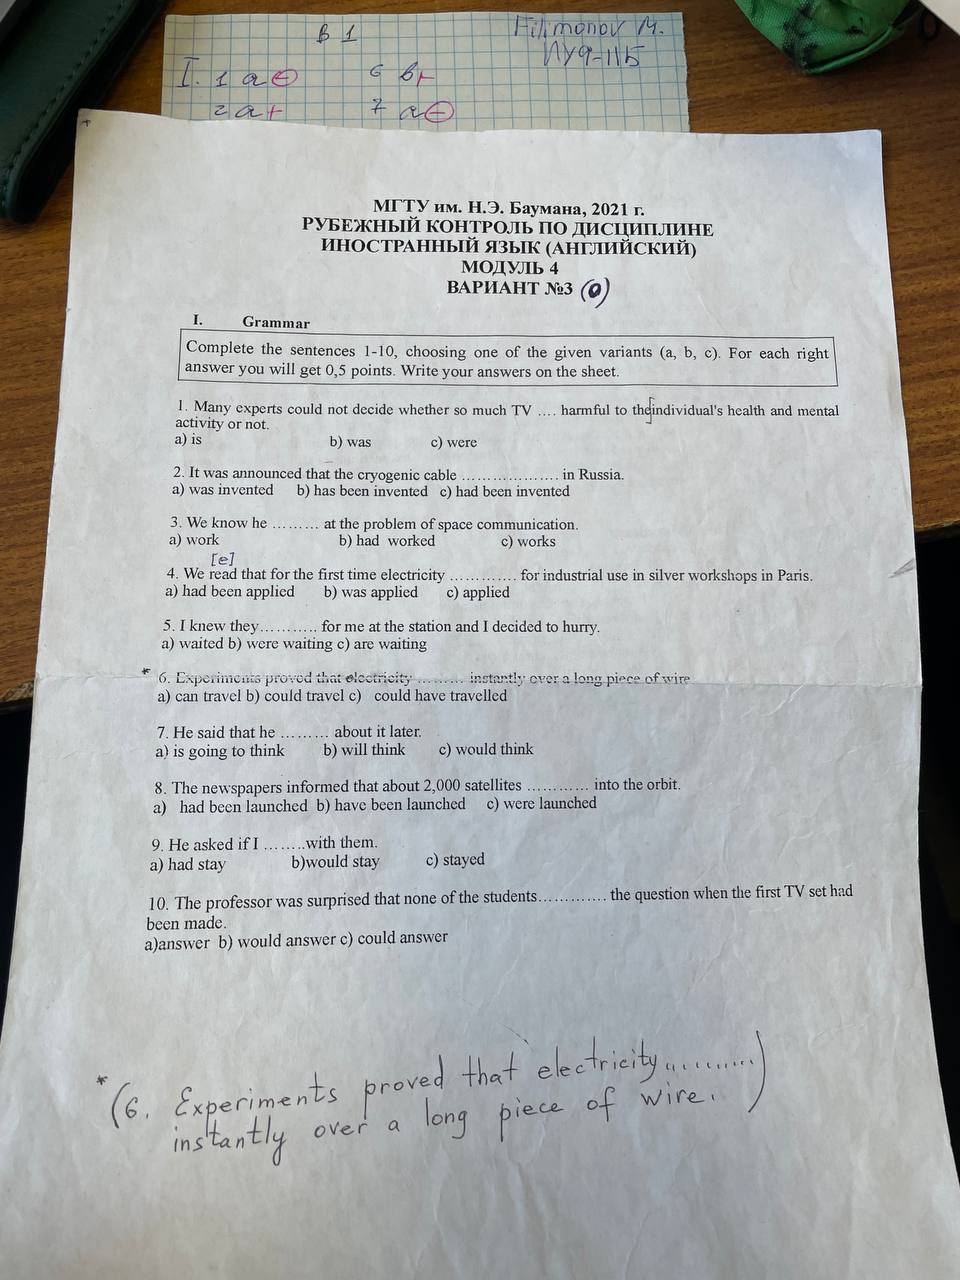 В 1
Filimonov M.
ИУ9-11Б
I. 1 a – 6 b +
2 a + 7 a –
МГТУ им. Н.Э. Баумана, 2021 г.
РУБЕЖНЫЙ КОНТРОЛЬ ПО ДИСЦИПЛИНЕ
ИНОСТРАННЫЙ ЯЗЫК (АНГЛИЙСКИЙ)
МОДУЛЬ 4
ВАРИАНТ №3 (0)
I. Grammar
Complete the sentences 1-10, choosing one of the given variants (a, b, c). For each right
answer you will get 0,5 points. Write your answers on the sheet.
1. Many experts could not decide whether so much TV .... harmful to the individual's health and mental
activity or not.
a) is b) was c) were
2. It was announced that the cryogenic cable .................. in Russia.
a) was invented b) has been invented c) had been invented
3. We know he ......... at the problem of space communication.
a) work b) had worked c) works
[e]
4. We read that for the first time electricity ............ for industrial use in silver workshops in Paris.
a) had been applied b) was applied c) applied
5. I knew they........... for me at the station and I decided to hurry.
a) waited b) were waiting c) are waiting
* 6. Experiments proved that electricity ......... instantly over a long piece of wire
a) can travel b) could travel c) could have travelled
7. He said that he ......... about it later.
a) is going to think b) will think c) would think
8. The newspapers informed that about 2,000 satellites ............ into the orbit.
a) had been launched b) have been launched c) were launched
9. He asked if I ........with them.
a) had stay b)would stay c) stayed
10. The professor was surprised that none of the students............. the question when the first TV set had
been made.
a)answer b) would answer c) could answer
* (6. Experiments proved that electricity..........)
instantly over a long piece of wire.